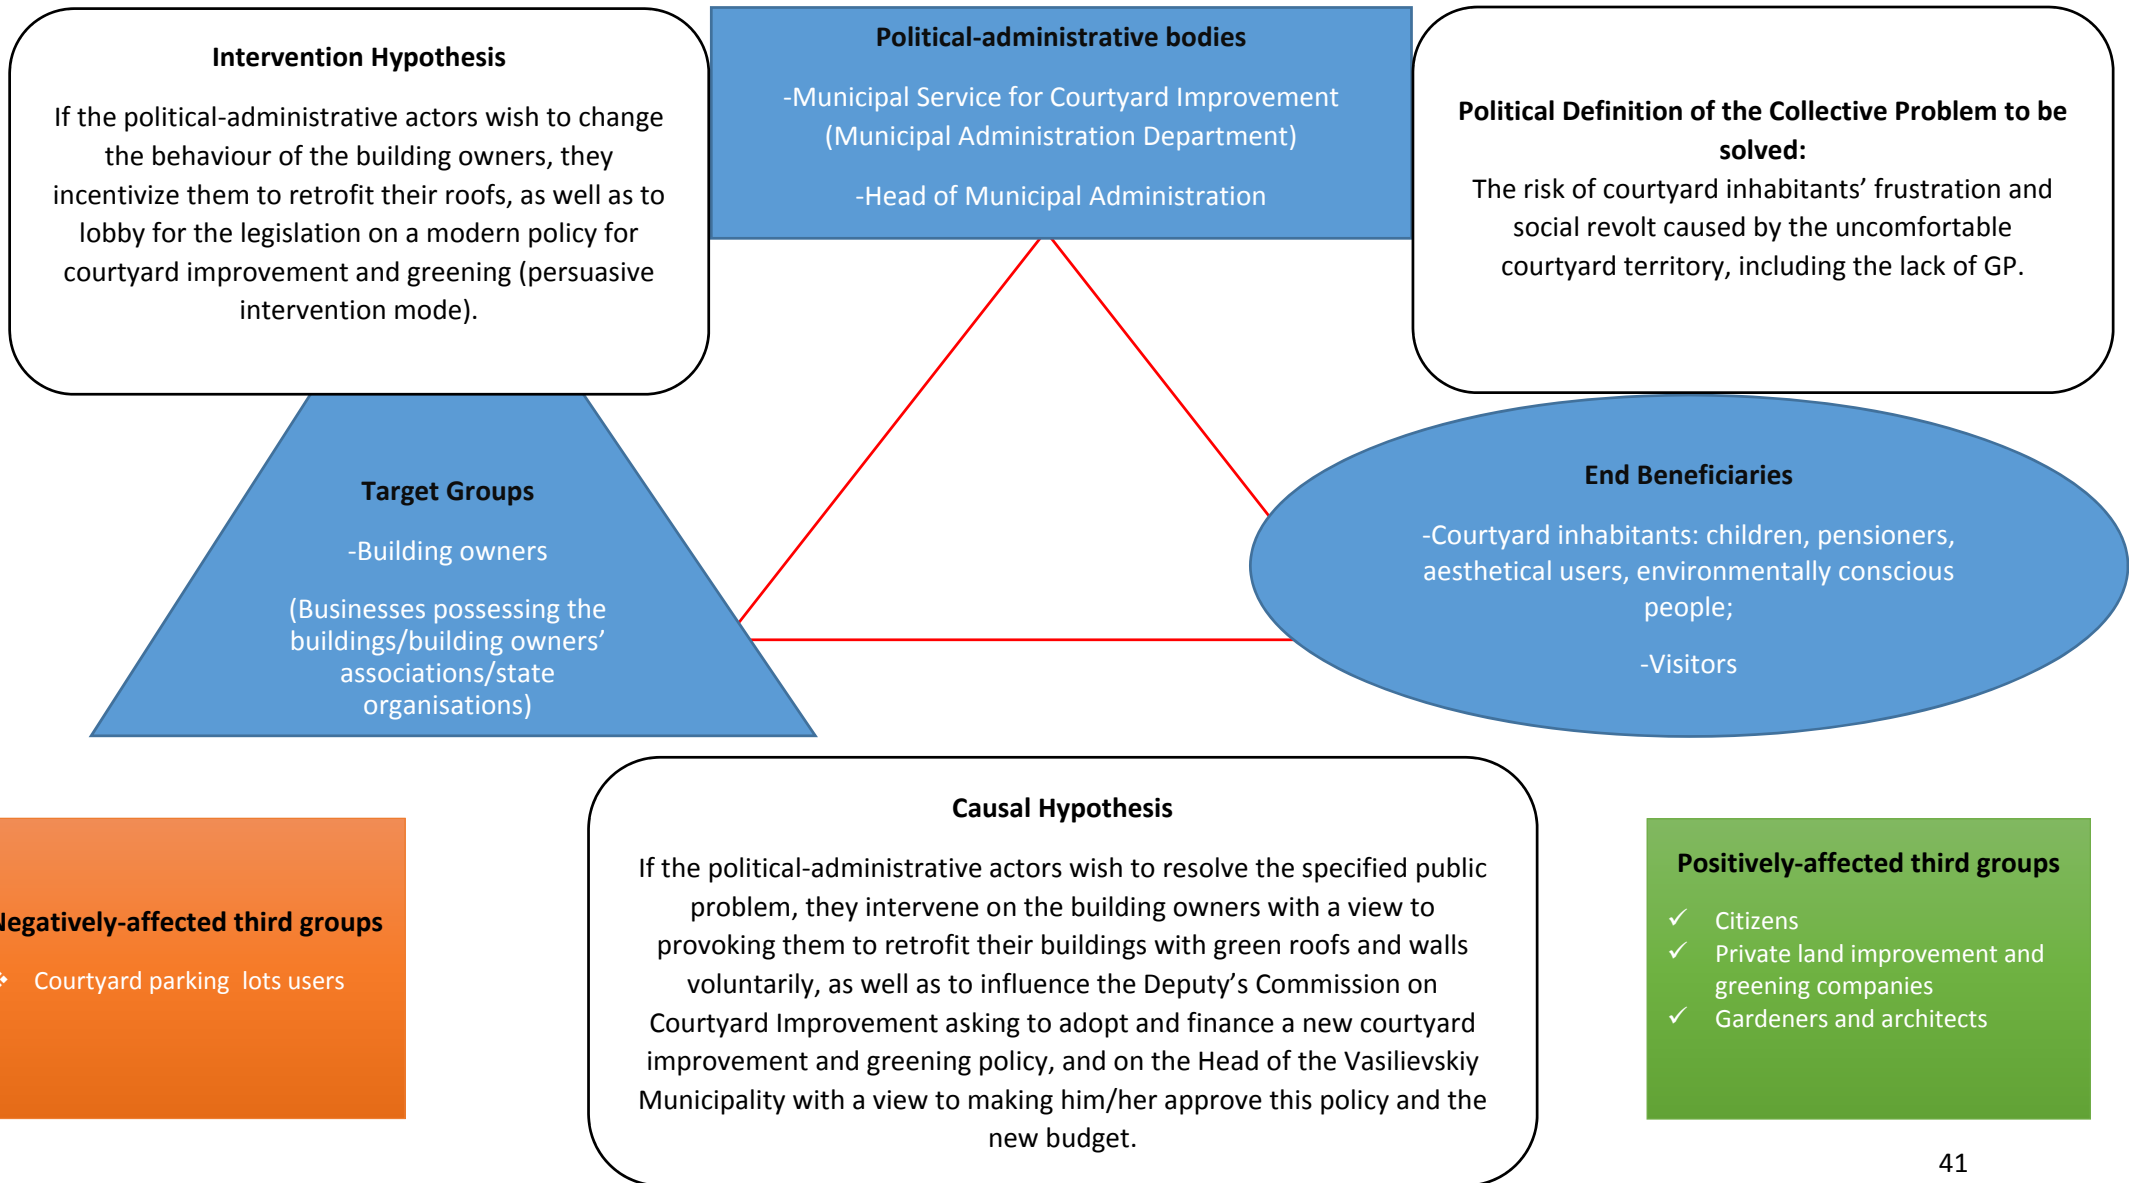 Intervention Hypothesis
If the political-administrative actors wish to change
the behaviour of the building owners, they
incentivize them to retrofit their roofs, as well as to
lobby for the legislation on a modern policy for
courtyard improvement and greening (persuasive
intervention mode).
Political-administrative bodies
-Municipal Service for Courtyard Improvement
(Municipal Administration Department)
-Head of Municipal Administration
Political Definition of the Collective Problem to be
solved:
The risk of courtyard inhabitants’ frustration and
social revolt caused by the uncomfortable
courtyard territory, including the lack of GP.
Target Groups
-Building owners
(Businesses possessing the
buildings/building owners’
associations/state
organisations)
End Beneficiaries
-Courtyard inhabitants: children, pensioners,
aesthetical users, environmentally conscious
people;
-Visitors
Negatively-affected third groups
❖ Courtyard parking lots users
Causal Hypothesis
If the political-administrative actors wish to resolve the specified public
problem, they intervene on the building owners with a view to
provoking them to retrofit their buildings with green roofs and walls
voluntarily, as well as to influence the Deputy’s Commission on
Courtyard Improvement asking to adopt and finance a new courtyard
improvement and greening policy, and on the Head of the Vasilievskiy
Municipality with a view to making him/her approve this policy and the
new budget.
Positively-affected third groups
✓ Citizens
✓ Private land improvement and
greening companies
✓ Gardeners and architects
41